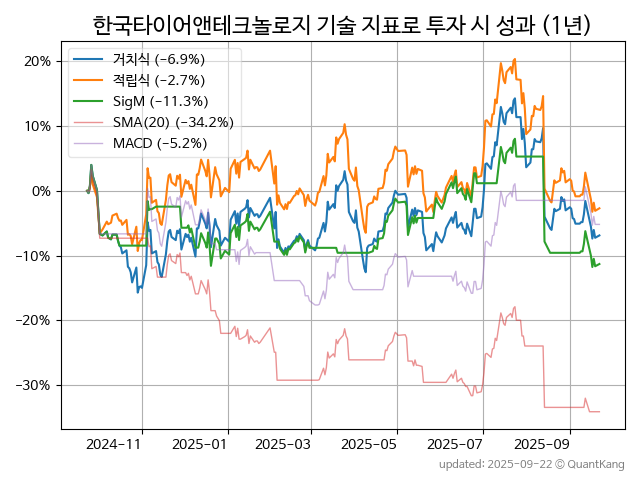 한국타이어앤테크놀로지 기술 지표로 투자 시 성과 (1년)
거치식 (−6.9%)
적립식 (−2.7%)
SigM (−11.3%)
SMA(20) (−34.2%)
MACD (−5.2%)
20%
10%
0%
−10%
−20%
−30%
2024-11 2025-01 2025-03 2025-05 2025-07 2025-09
updated: 2025-09-22 © QuantKang